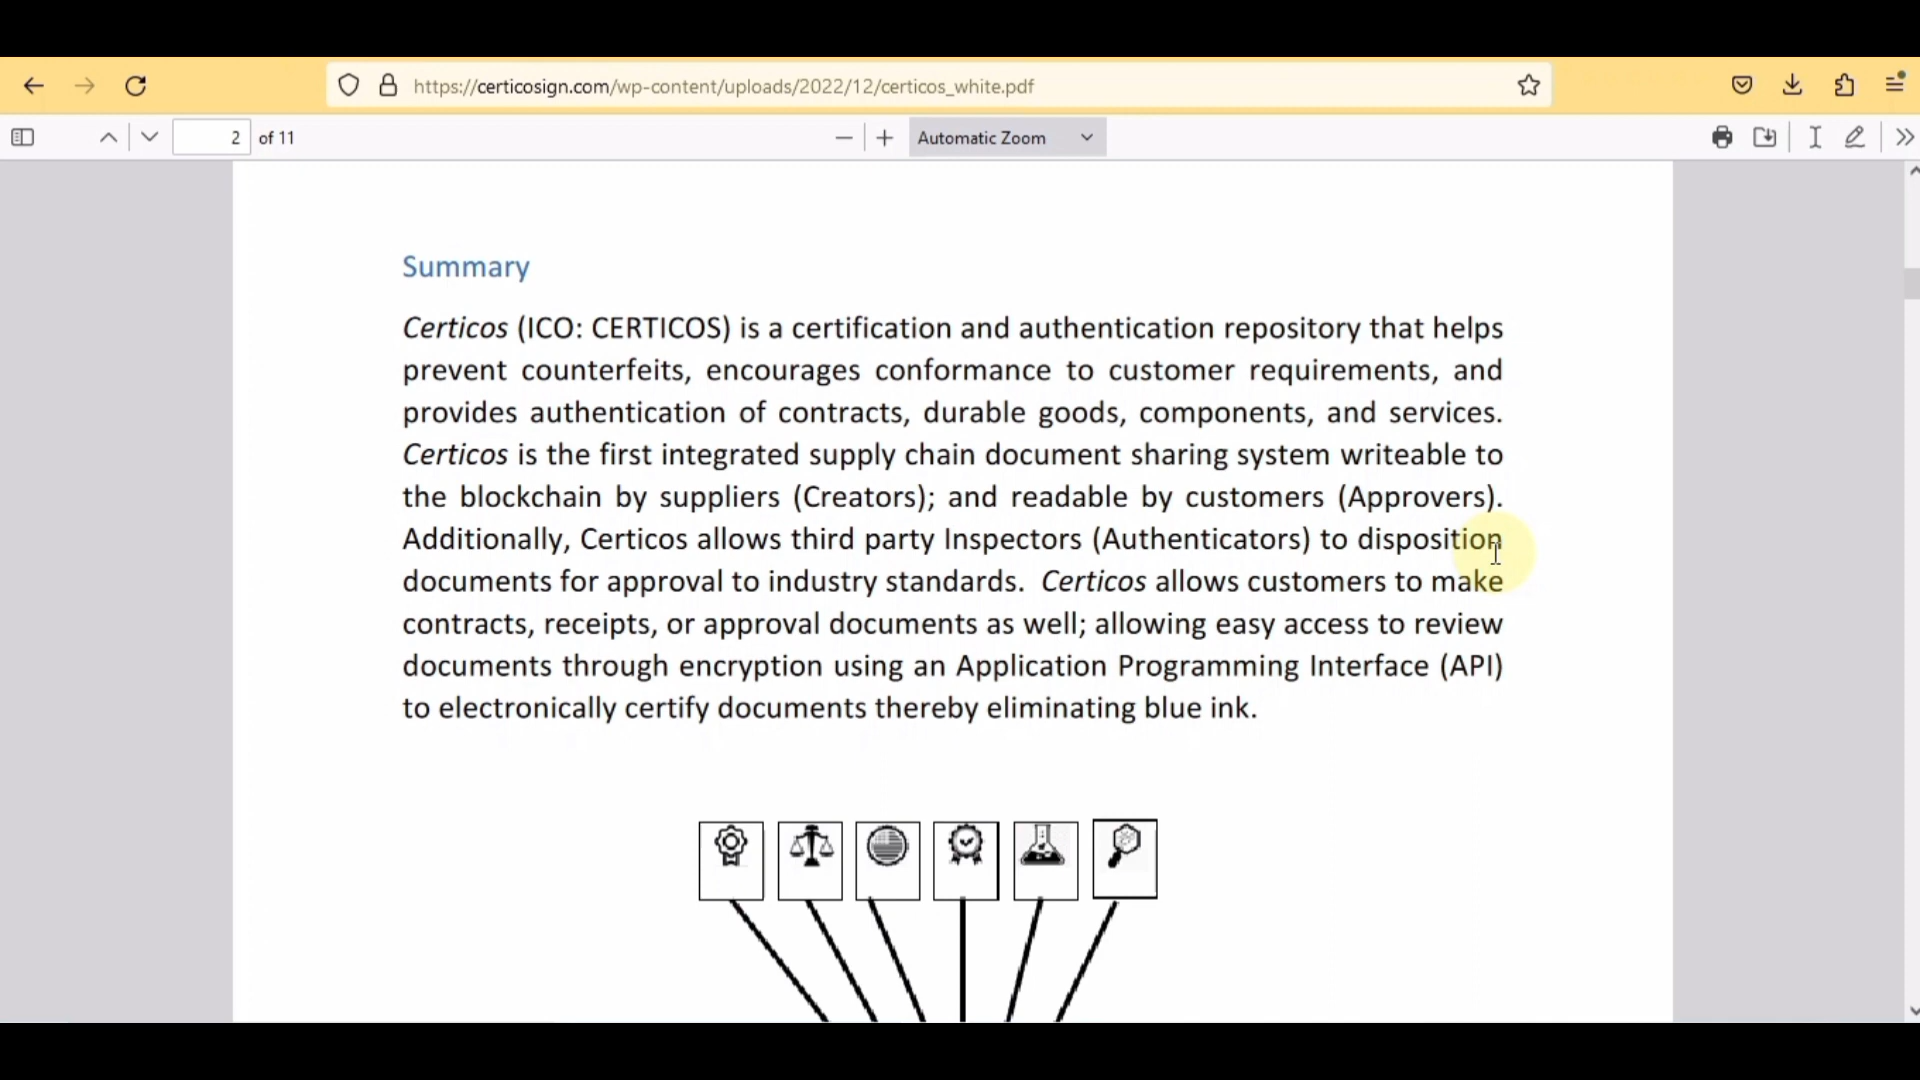 https://certicosign.com/wp-content/uploads/2022/12/certicos_white.pdf
2 of 11
Automatic Zoom
Summary
Certicos (ICO: CERTICOS) is a certification and authentication repository that helps
prevent counterfeits, encourages conformance to customer requirements, and
provides authentication of contracts, durable goods, components, and services.
Certicos is the first integrated supply chain document sharing system writeable to
the blockchain by suppliers (Creators); and readable by customers (Approvers).
Additionally, Certicos allows third party Inspectors (Authenticators) to disposition
documents for approval to industry standards. Certicos allows customers to make
contracts, receipts, or approval documents as well; allowing easy access to review
documents through encryption using an Application Programming Interface (API)
to electronically certify documents thereby eliminating blue ink.